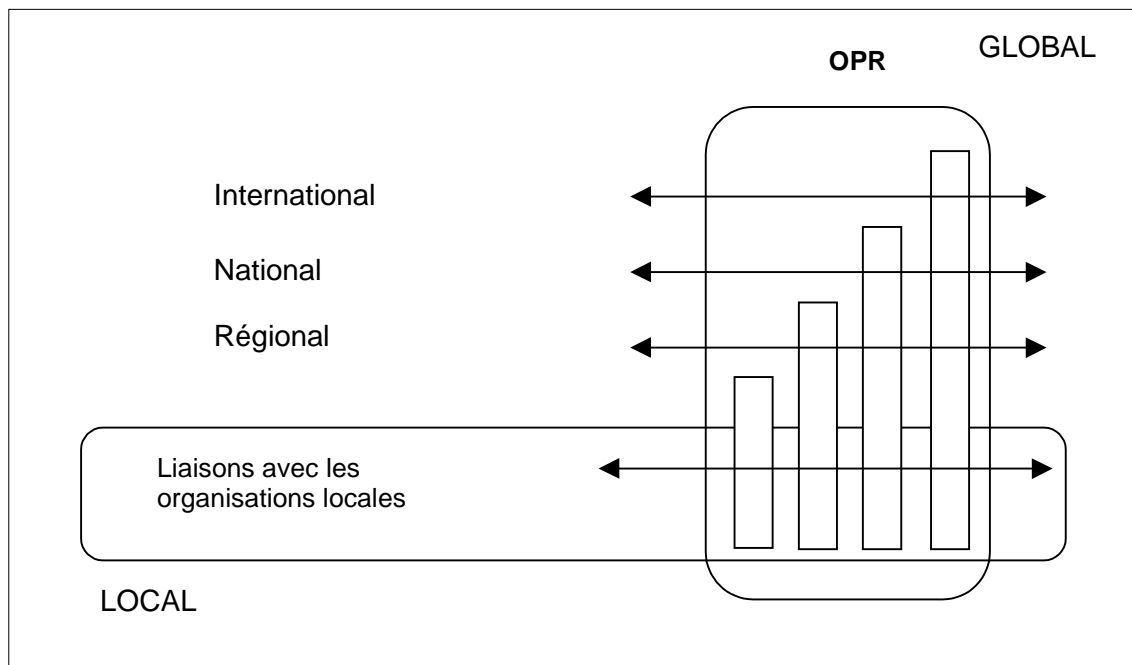 GLOBAL
OPR
International
National
Régional
Liaisons avec les
organisations locales
LOCAL